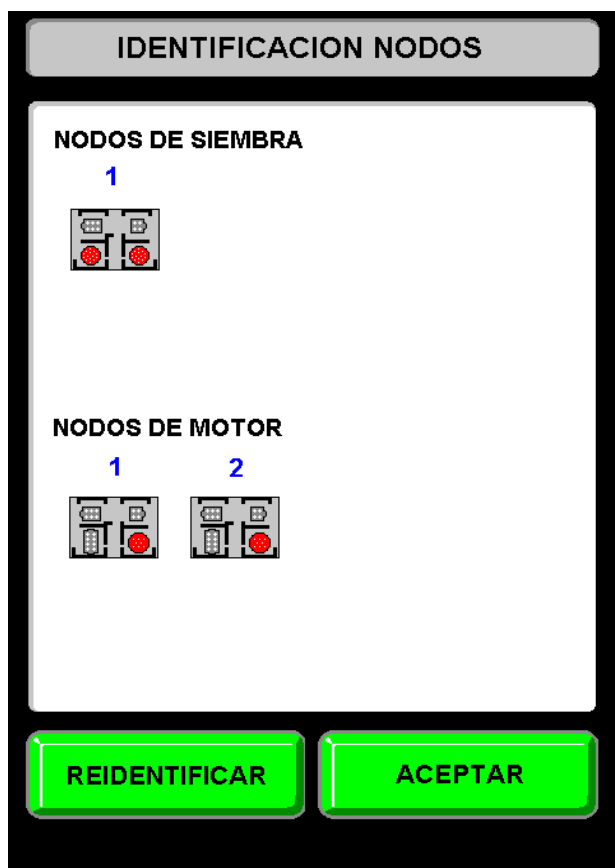 IDENTIFICACION NODOS
NODOS DE SIEMBRA
1
NODOS DE MOTOR
1 2
REIDENTIFICAR ACEPTAR